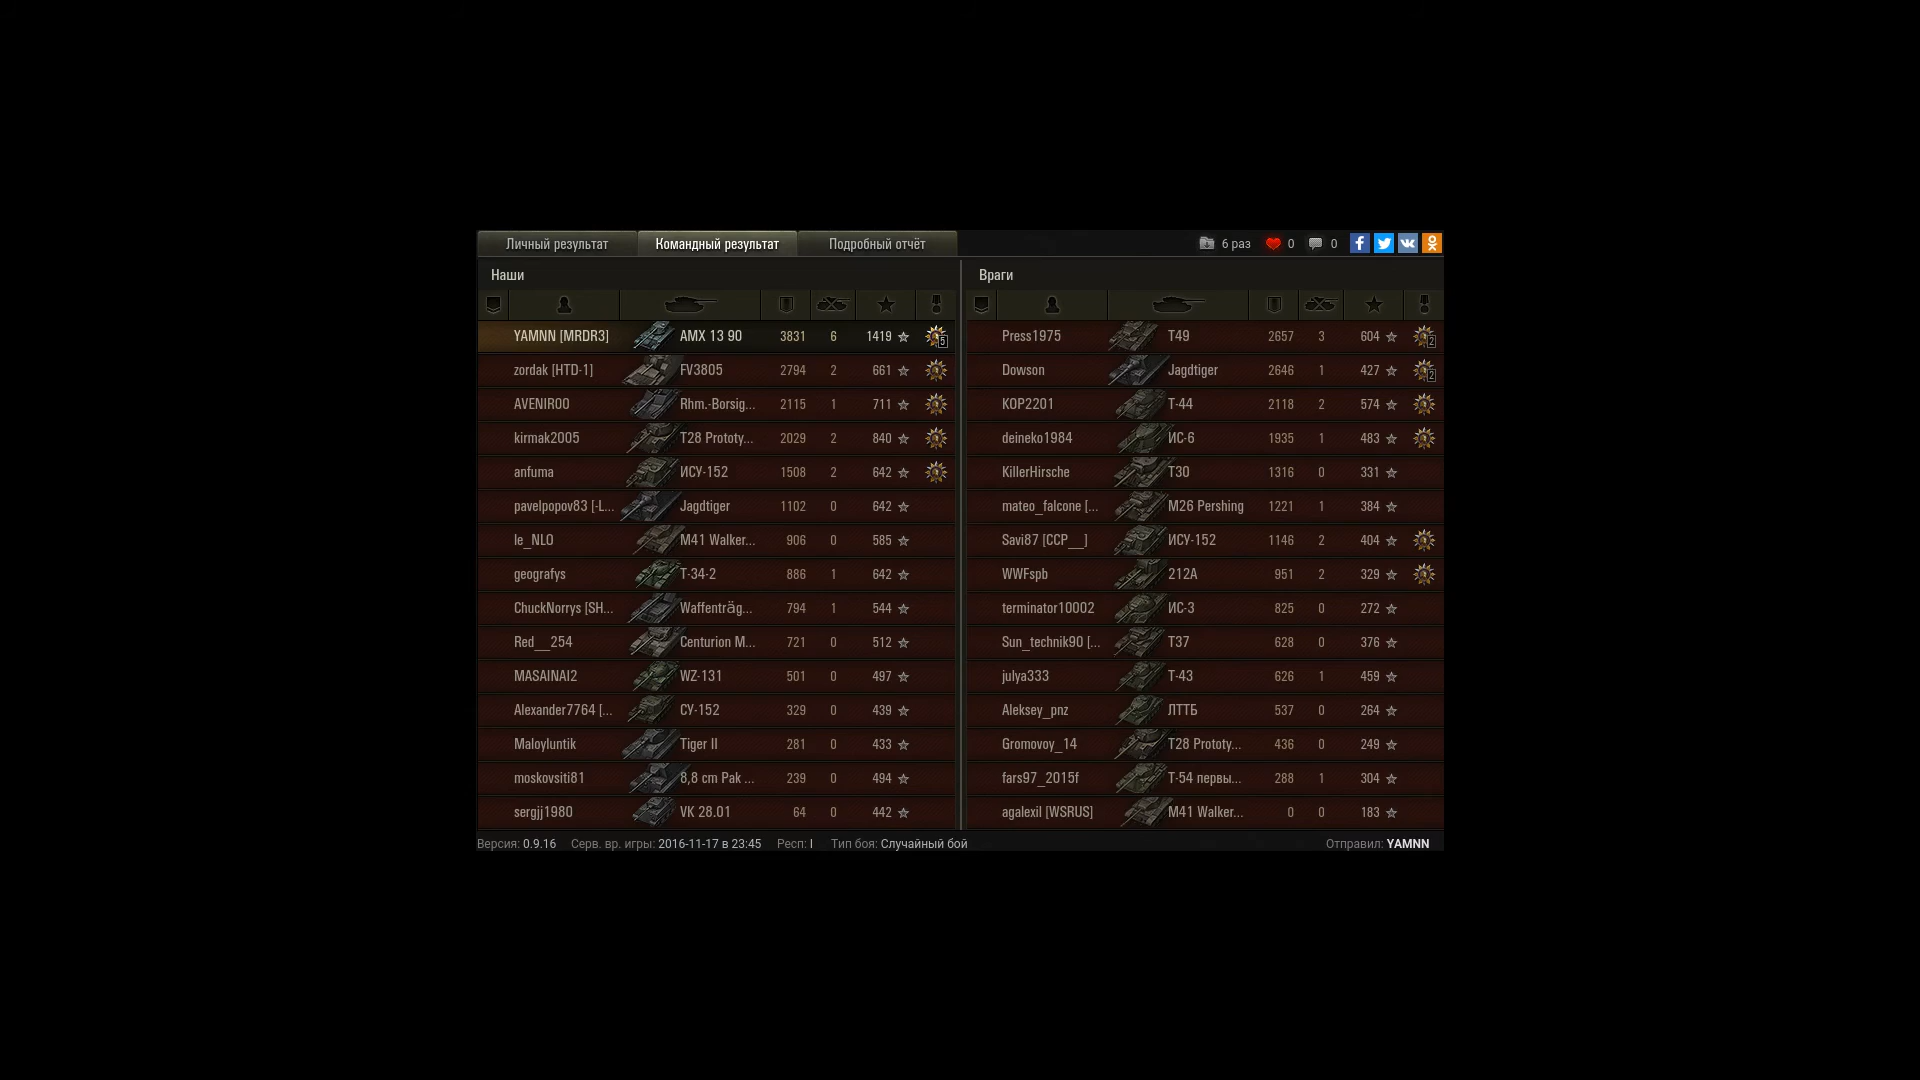 Личный результат Командный результат Подробный отчёт 6 раз 0 0
Наши Враги
YAMNN [MRDR3] AMX 13 90 3831 6 1419 5 Press1975 T49 2657 3 604 2
zordak [HTD-1] FV3805 2794 2 661 Dowson Jagdtiger 2646 1 427 2
AVENIROO Rhm.-Borsig... 2115 1 711 KOP2201 Т-44 2118 2 574
kirmak2005 T28 Prototy... 2029 2 840 deineko1984 ИС-6 1935 1 483
anfuma ИСУ-152 1508 2 642 KillerHirsche T30 1316 0 331
pavelpopov83 [-L... Jagdtiger 1102 0 642 mateo_falcone [... M26 Pershing 1221 1 384
le_NLO M41 Walker... 906 0 585 Savi87 [CCP__] ИСУ-152 1146 2 404
geografys Т-34-2 886 1 642 WWFspb 212А 951 2 329
ChuckNorrys [SH... Waffenträg... 794 1 544 terminator10002 ИС-3 825 0 272
Red__254 Centurion M... 721 0 512 Sun_technik90 [... T37 628 0 376
MASAINAI2 WZ-131 501 0 497 julya333 Т-43 626 1 459
Alexander7764 [... СУ-152 329 0 439 Aleksey_pnz ЛТТБ 537 0 264
Maloyluntik Tiger II 281 0 433 Gromovoy_14 T28 Prototy... 436 0 249
moskovsiti81 8,8 cm Pak ... 239 0 494 fars97_2015f Т-54 первы... 288 1 304
sergjj1980 VK 28.01 64 0 442 agalexil [WSRUS] M41 Walker... 0 0 183
Версия: 0.9.16 Серв. вр. игры: 2016-11-17 в 23:45 Респ: I Тип боя: Случайный бой Отправил: YAMNN